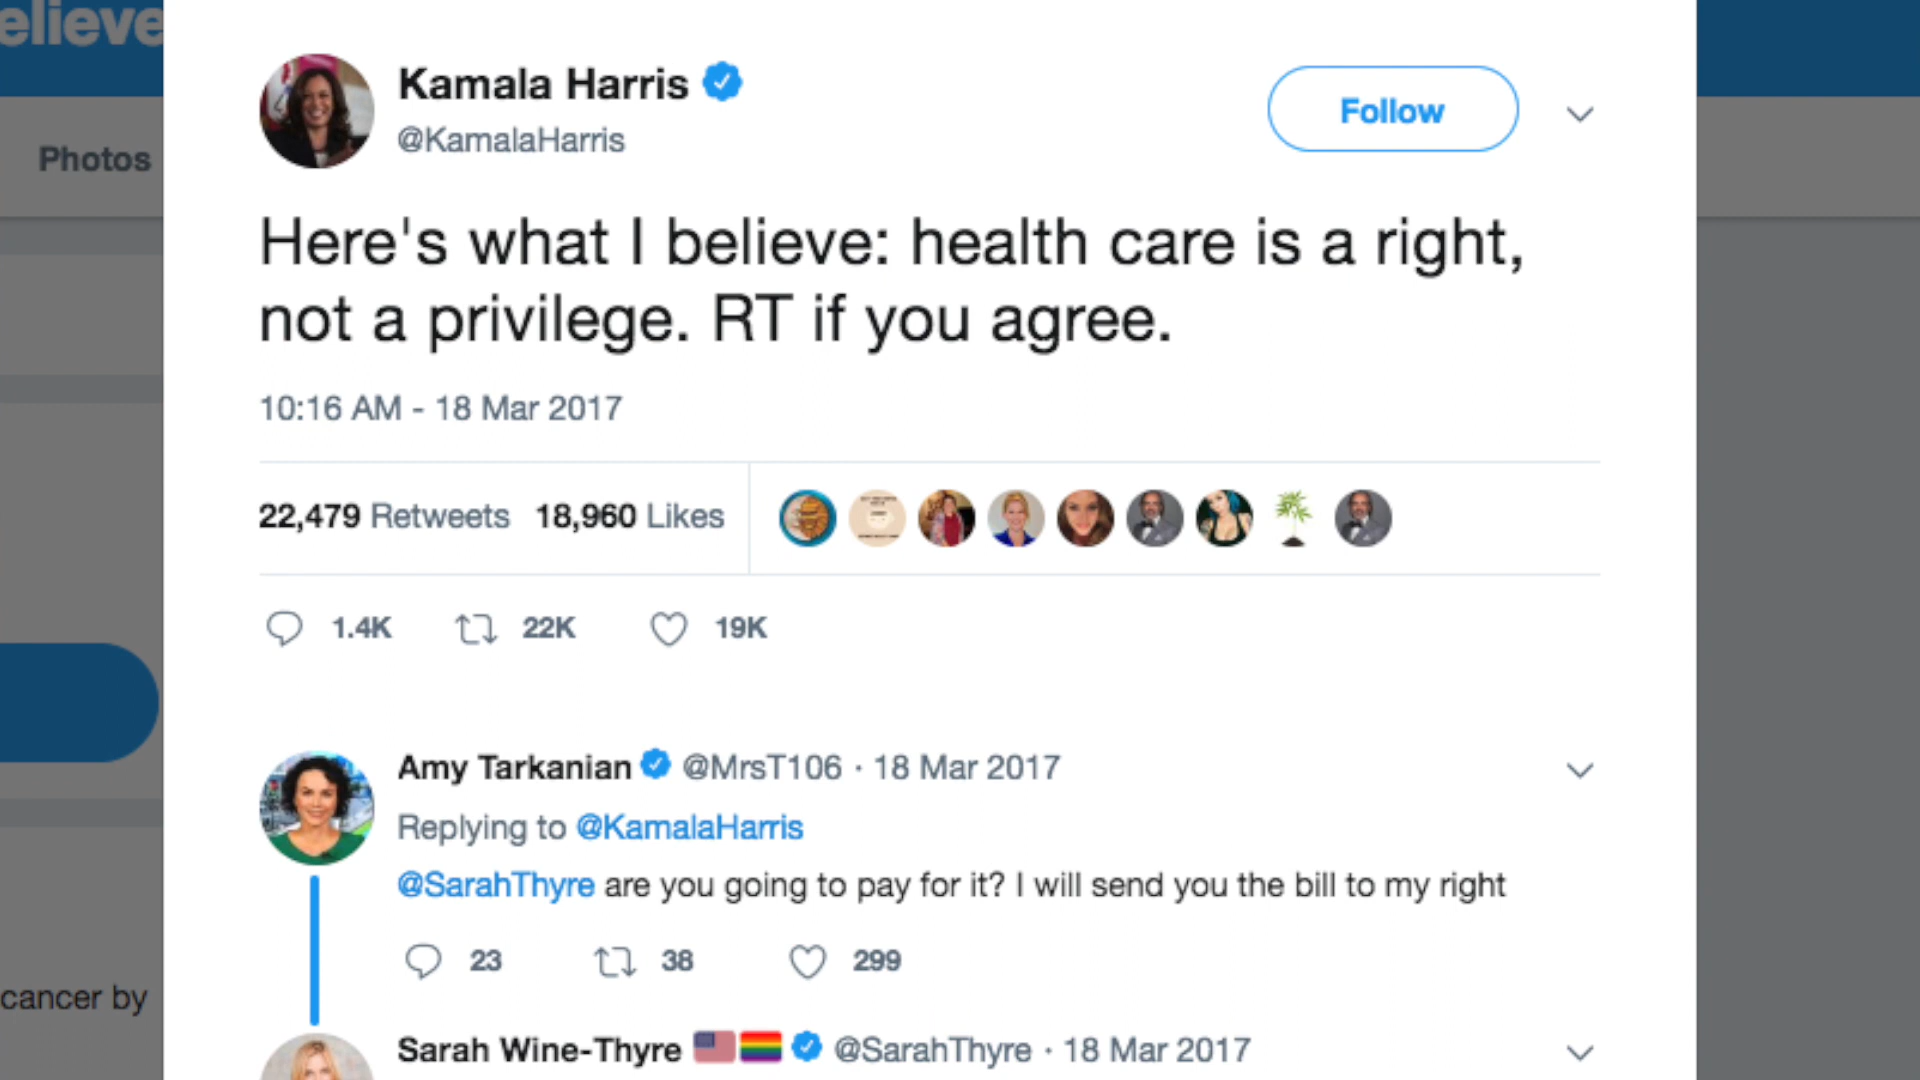 elieve
Photos
Kamala Harris
@KamalaHarris
Follow
Here's what I believe: health care is a right,
not a privilege. RT if you agree.
10:16 AM - 18 Mar 2017
22,479 Retweets 18,960 Likes
1.4K 22K 19K
Amy Tarkanian @MrsT106 · 18 Mar 2017
Replying to @KamalaHarris
@SarahThyre are you going to pay for it? I will send you the bill to my right
23 38 299
cancer by
Sarah Wine-Thyre @SarahThyre · 18 Mar 2017